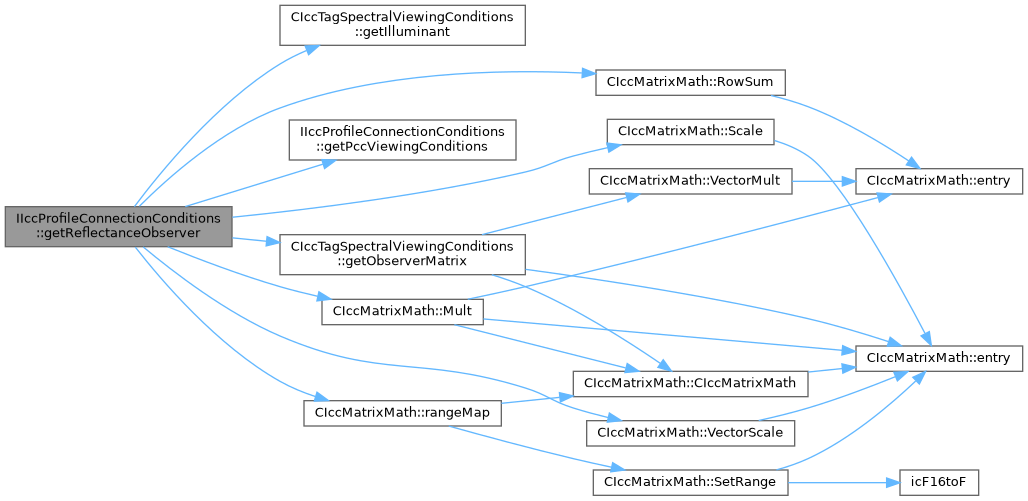 IIccProfileConnectionConditions
::getReflectanceObserver
CIccTagSpectralViewingConditions
::getIlluminant
IIccProfileConnectionConditions
::getPccViewingConditions
CIccTagSpectralViewingConditions
::getObserverMatrix
CIccMatrixMath::Mult
CIccMatrixMath::rangeMap
CIccMatrixMath::RowSum
CIccMatrixMath::Scale
CIccMatrixMath::VectorMult
CIccMatrixMath::CIccMatrixMath
CIccMatrixMath::VectorScale
CIccMatrixMath::SetRange
CIccMatrixMath::entry
CIccMatrixMath::entry
icF16toF